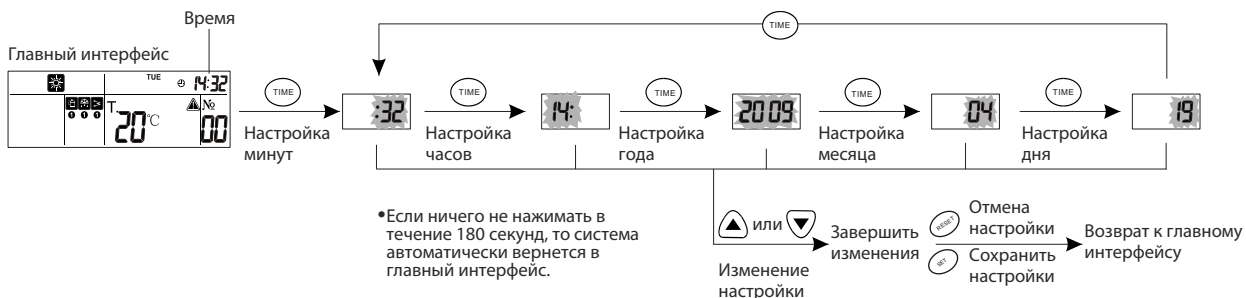 Время
TIME
Главный интерфейс
TUE 14:32
T 20°C № 00
TIME
Настройка
минут
:32
TIME
Настройка
часов
14:
TIME
Настройка
года
20 09
TIME
Настройка
месяца
04
TIME
Настройка
дня
19
•Если ничего не нажимать в
течение 180 секунд, то система
автоматически вернется в
главный интерфейс.
или
Изменение
настройки
Завершить
изменения
RESET
Отмена
настройки
SET
Сохранить
настройки
Возврат к главному
интерфейсу